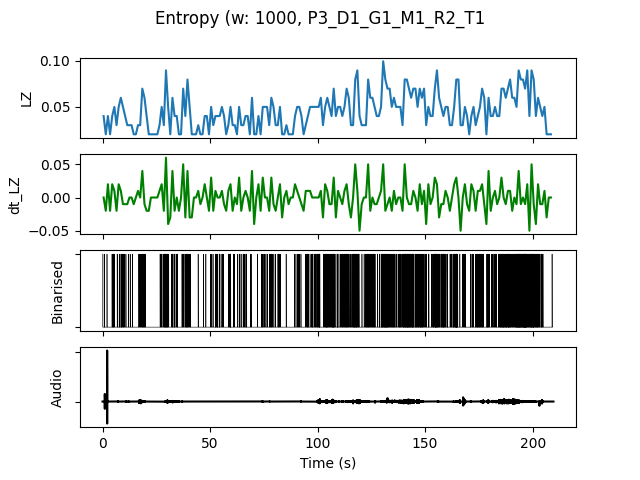 Entropy (w: 1000, P3_D1_G1_M1_R2_T1
0.10
0.05
LZ
0.05
0.00
−0.05
dt_LZ
Binarised
Audio
0 50 100 150 200
Time (s)